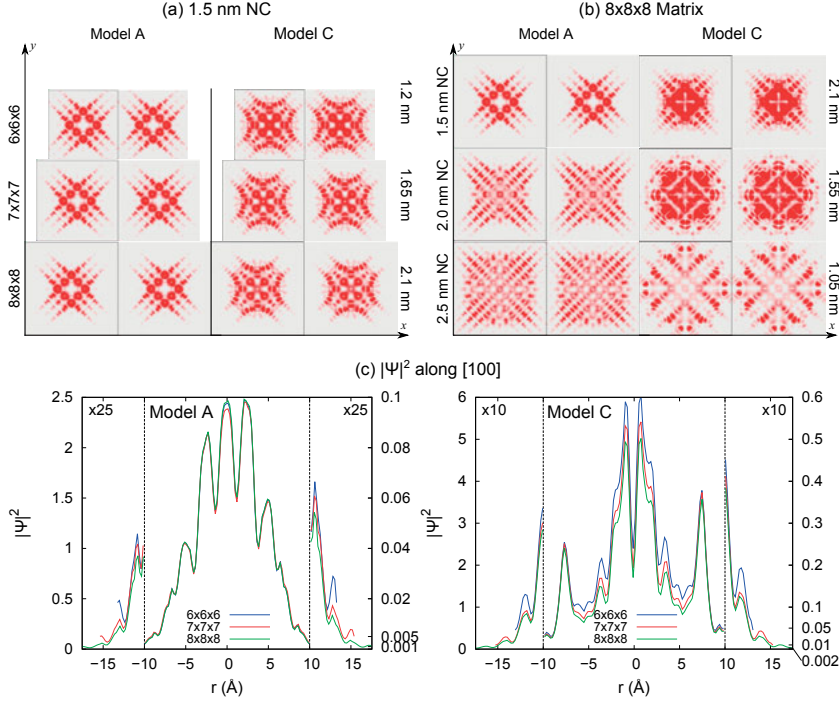 (a) 1.5 nm NC
(b) 8x8x8 Matrix
Model A
Model C
Model A
Model C
y
y
6x6x6
7x7x7
8x8x8
1.2 nm
1.65 nm
2.1 nm
1.5 nm NC
2.0 nm NC
2.5 nm NC
2.1 nm
1.55 nm
1.05 nm
x
x
(c) |Ψ|² along [100]
x25
Model A
x25
|Ψ|²
2.5
2
1.5
1
0.5
0
0.1
0.08
0.06
0.04
0.02
0.005
0.001
6x6x6
7x7x7
8x8x8
−15 −10 −5 0 5 10 15
r (Å)
x10
Model C
x10
|Ψ|²
6
5
4
3
2
1
0
0.6
0.5
0.4
0.3
0.2
0.1
0.05
0.01
0.002
6x6x6
7x7x7
8x8x8
−15 −10 −5 0 5 10 15
r (Å)